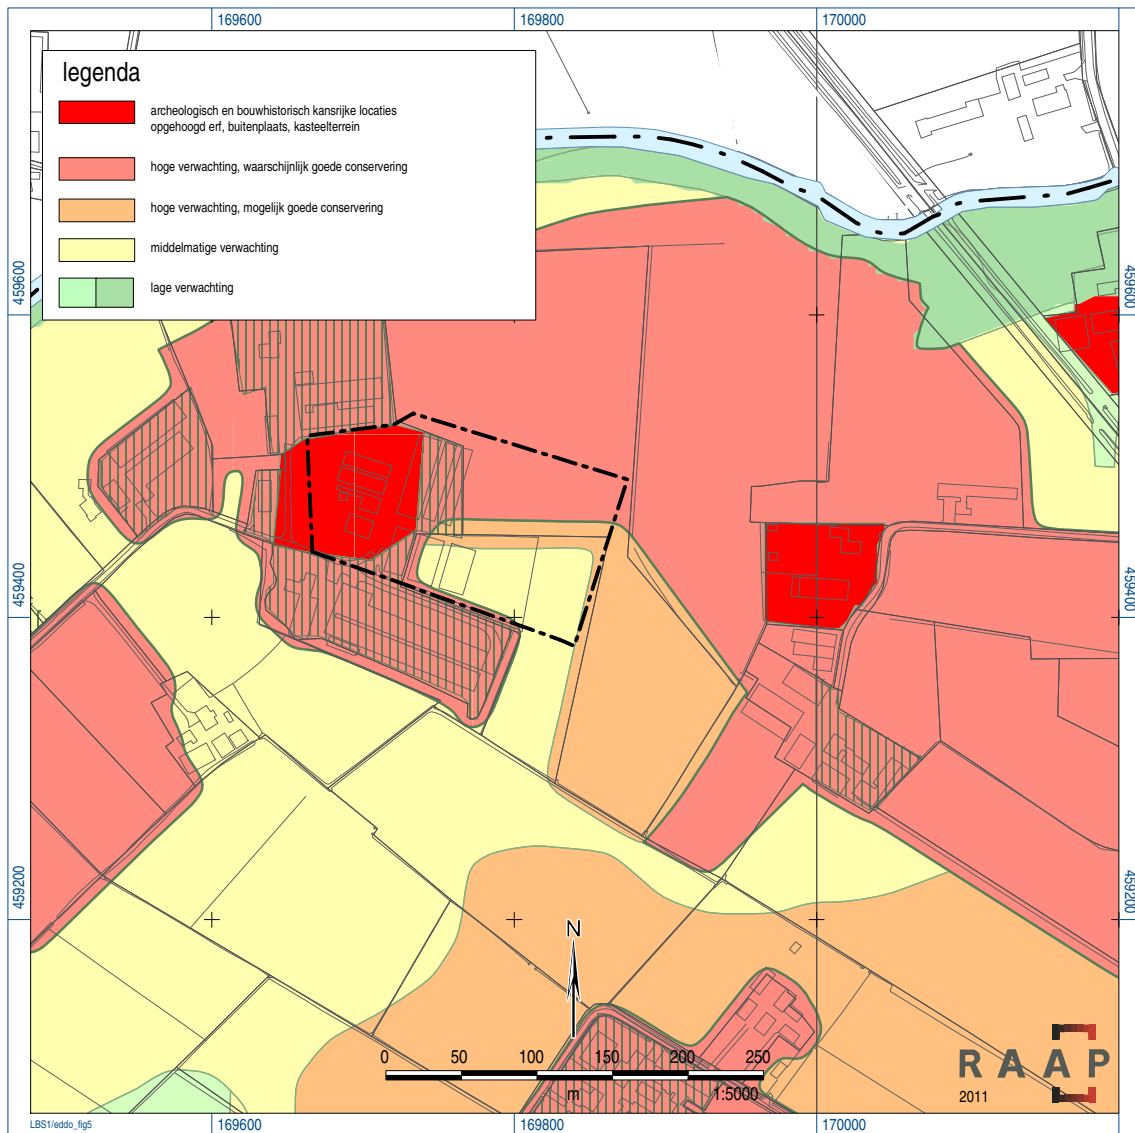 169600
169800
170000
legenda
archeologisch en bouwhistorisch kansrijke locaties
opgehoogd erf, buitenplaats, kasteelterrein
hoge verwachting, waarschijnlijk goede conservering
hoge verwachting, mogelijk goede conservering
middelmatige verwachting
lage verwachting
459600
459600
459400
459400
459200
459200
N
0 50 100 150 200 250
m 1:5000
RAAP
2011
LBS1/eddo_fig5
169600
169800
170000